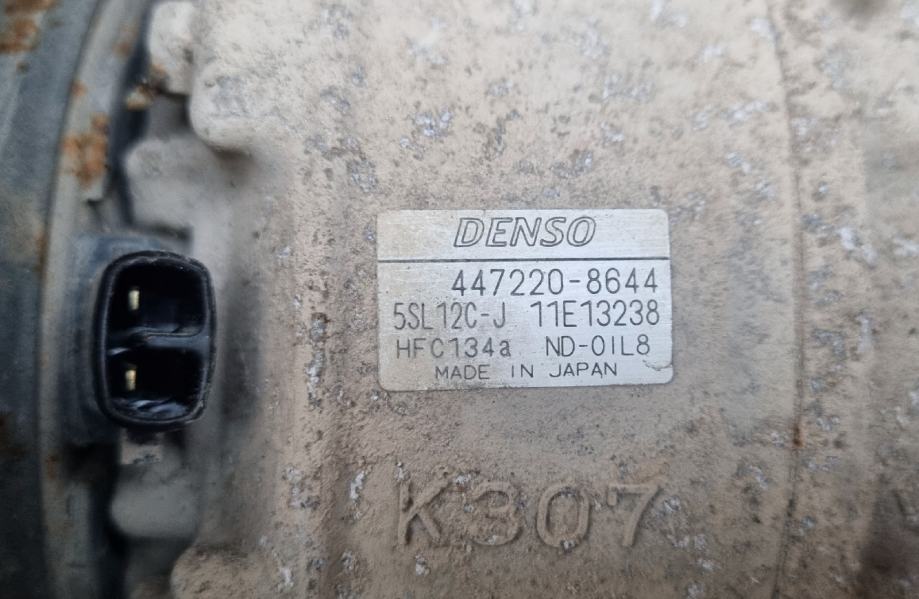 DENSO
447220-8644
5SL12C-J 11E13238
HFC134a ND-OIL8
MADE IN JAPAN
K307